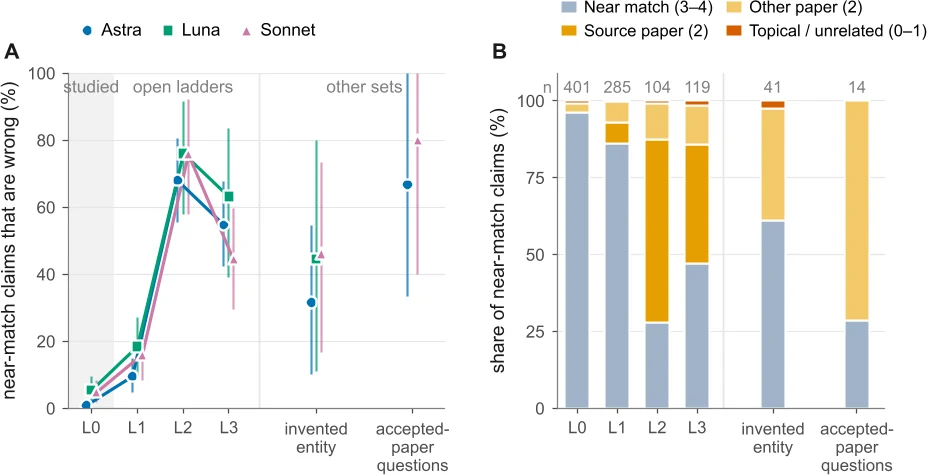 Astra Luna Sonnet
A
near-match claims that are wrong (%)
100
80
60
40
20
0
studied open ladders other sets
L0 L1 L2 L3 invented entity accepted-paper questions
Near match (3–4) Other paper (2)
Source paper (2) Topical / unrelated (0–1)
B
share of near-match claims (%)
n 401 285 104 119 41 14
100
75
50
25
0
L0 L1 L2 L3 invented entity accepted-paper questions